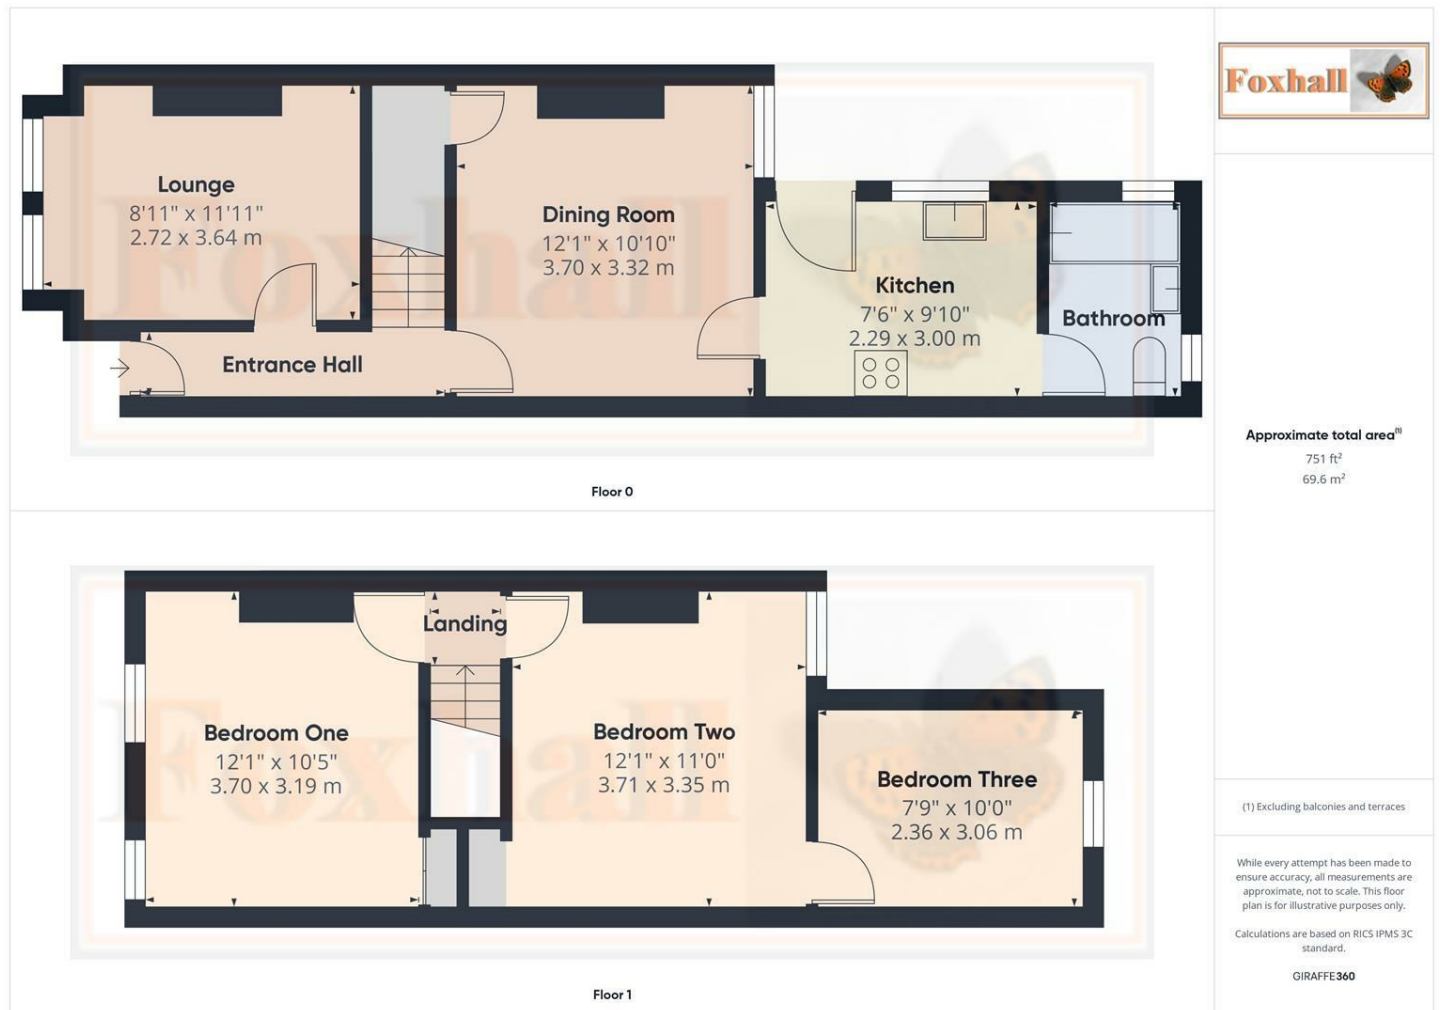 Foxhall
Lounge
8'11" x 11'11"
2.72 x 3.64 m
Dining Room
12'1" x 10'10"
3.70 x 3.32 m
Kitchen
7'6" x 9'10"
2.29 x 3.00 m
Bathroom
Entrance Hall
Foxhall
Floor 0
Approximate total area(1)
751 ft²
69.6 m²
Landing
Bedroom One
12'1" x 10'5"
3.70 x 3.19 m
Bedroom Two
12'1" x 11'0"
3.71 x 3.35 m
Bedroom Three
7'9" x 10'0"
2.36 x 3.06 m
Foxhall
Floor 1
(1) Excluding balconies and terraces
While every attempt has been made to
ensure accuracy, all measurements are
approximate, not to scale. This floor
plan is for illustrative purposes only.
Calculations are based on RICS IPMS 3C
standard.
GIRAFFE360